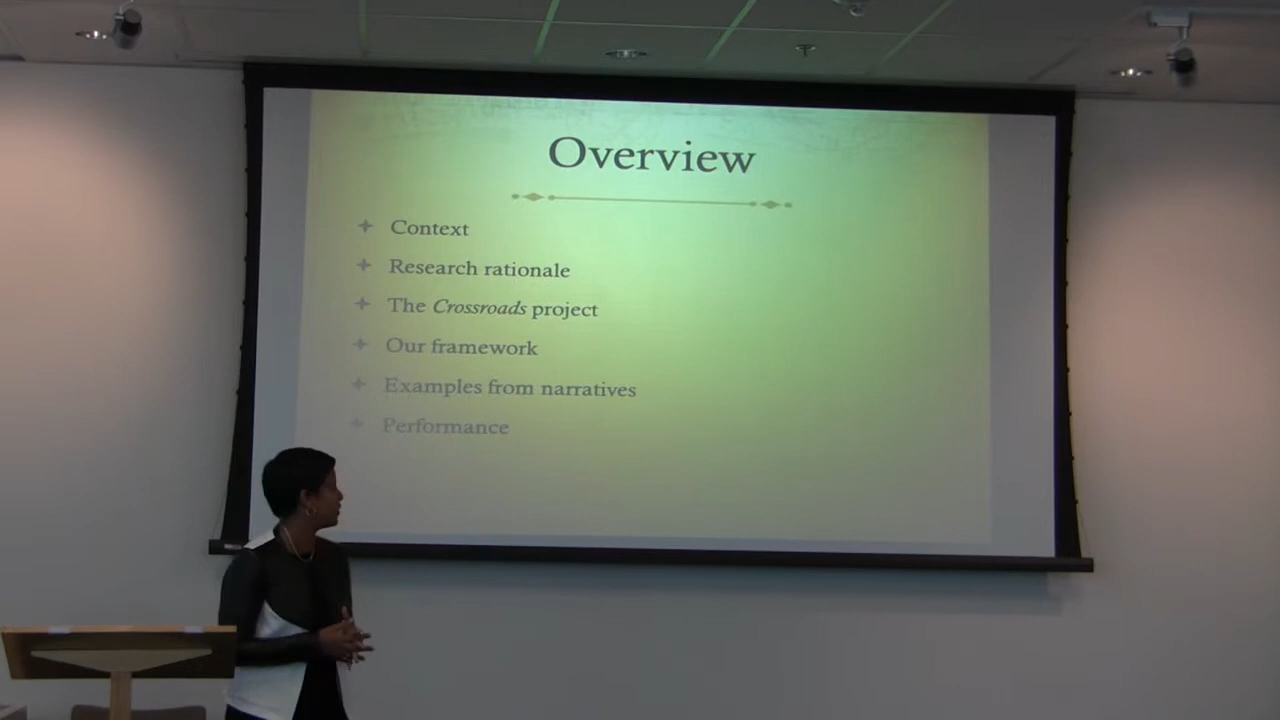 Overview
Context
Research rationale
The Crossroads project
Our framework
Examples from narratives
Performance